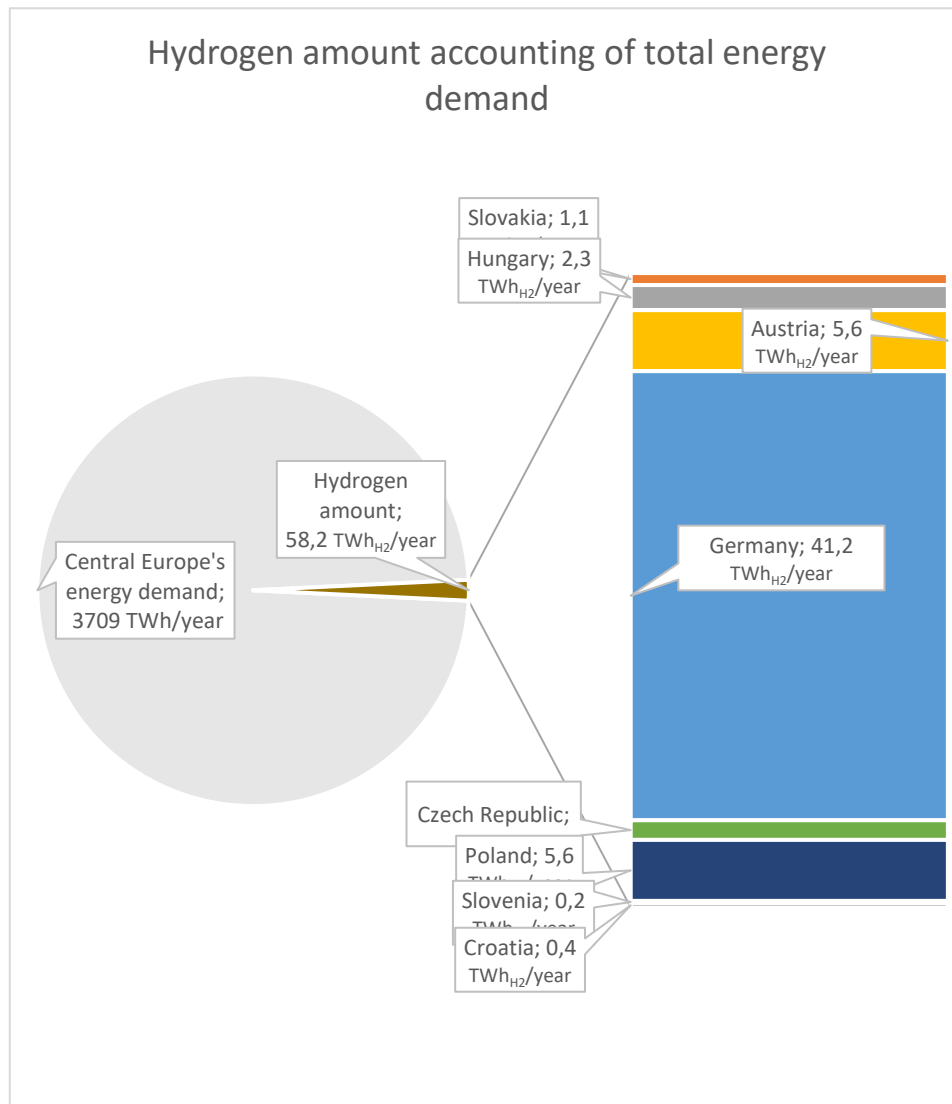 Hydrogen amount accounting of total energy
demand
Slovakia; 1,1
Hungary; 2,3
TWhH2/year
Austria; 5,6
TWhH2/year
Hydrogen
amount;
58,2 TWhH2/year
Central Europe's
energy demand;
3709 TWh/year
Germany; 41,2
TWhH2/year
Czech Republic;
Poland; 5,6
Slovenia; 0,2
Croatia; 0,4
TWhH2/year